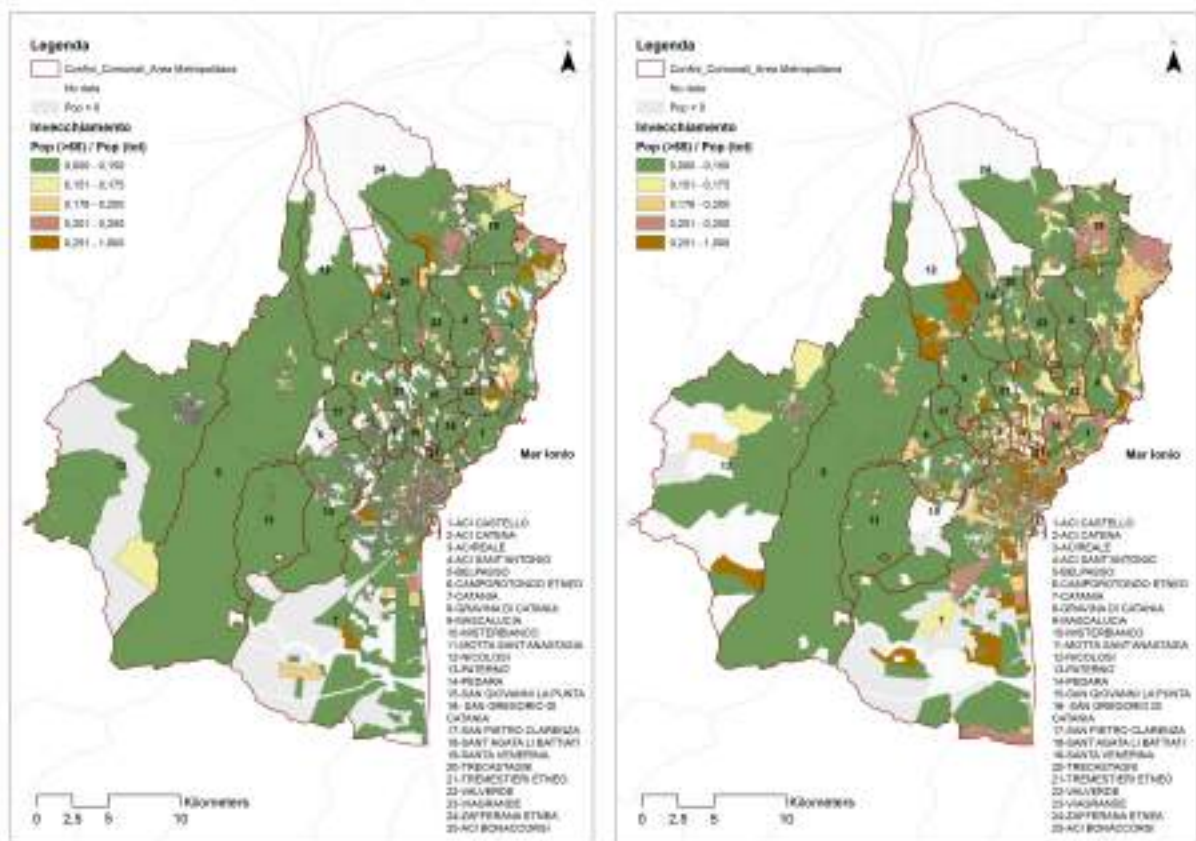 Legenda
Confini_Comunali_Area Metropolitana
No data
Pop = 0
Invecchiamento
Pop (>65) / Pop (tot)
0,000 - 0,150
0,151 - 0,175
0,176 - 0,200
0,201 - 0,250
0,251 - 1,000
Mar Ionio
1-ACI CASTELLO
2-ACI CATENA
3-ACIREALE
4-ACI SANT'ANTONIO
5-BELPASSO
6-CAMPOROTONDO ETNEO
7-CATANIA
8-GRAVINA DI CATANIA
9-MASCALUCIA
10-MISTERBIANCO
11-MOTTA SANT'ANASTASIA
12-NICOLOSI
13-PATERNO
14-PEDARA
15-SAN GIOVANNI LA PUNTA
16- SAN GREGORIO DI
CATANIA
17-SAN PIETRO CLARENZA
18-SANT'AGATA LI BATTIATI
19-SANTA VENERINA
20-TRECASTAGNI
21-TREMESTIERI ETNEO
22-VALVERDE
23-VIAGRANDE
24-ZAFFERANA ETNEA
25-ACI BONACCORSI
Kilometers
0 2,5 5 10
Legenda
Confini_Comunali_Area Metropolitana
No data
Pop = 0
Invecchiamento
Pop (>65) / Pop (tot)
0,000 - 0,150
0,151 - 0,175
0,176 - 0,200
0,201 - 0,250
0,251 - 1,000
Mar Ionio
1-ACI CASTELLO
2-ACI CATENA
3-ACIREALE
4-ACI SANT'ANTONIO
5-BELPASSO
6-CAMPOROTONDO ETNEO
7-CATANIA
8-GRAVINA DI CATANIA
9-MASCALUCIA
10-MISTERBIANCO
11-MOTTA SANT'ANASTASIA
12-NICOLOSI
13-PATERNO
14-PEDARA
15-SAN GIOVANNI LA PUNTA
16- SAN GREGORIO DI
CATANIA
17-SAN PIETRO CLARENZA
18-SANT'AGATA LI BATTIATI
19-SANTA VENERINA
20-TRECASTAGNI
21-TREMESTIERI ETNEO
22-VALVERDE
23-VIAGRANDE
24-ZAFFERANA ETNEA
25-ACI BONACCORSI
Kilometers
0 2,5 5 10